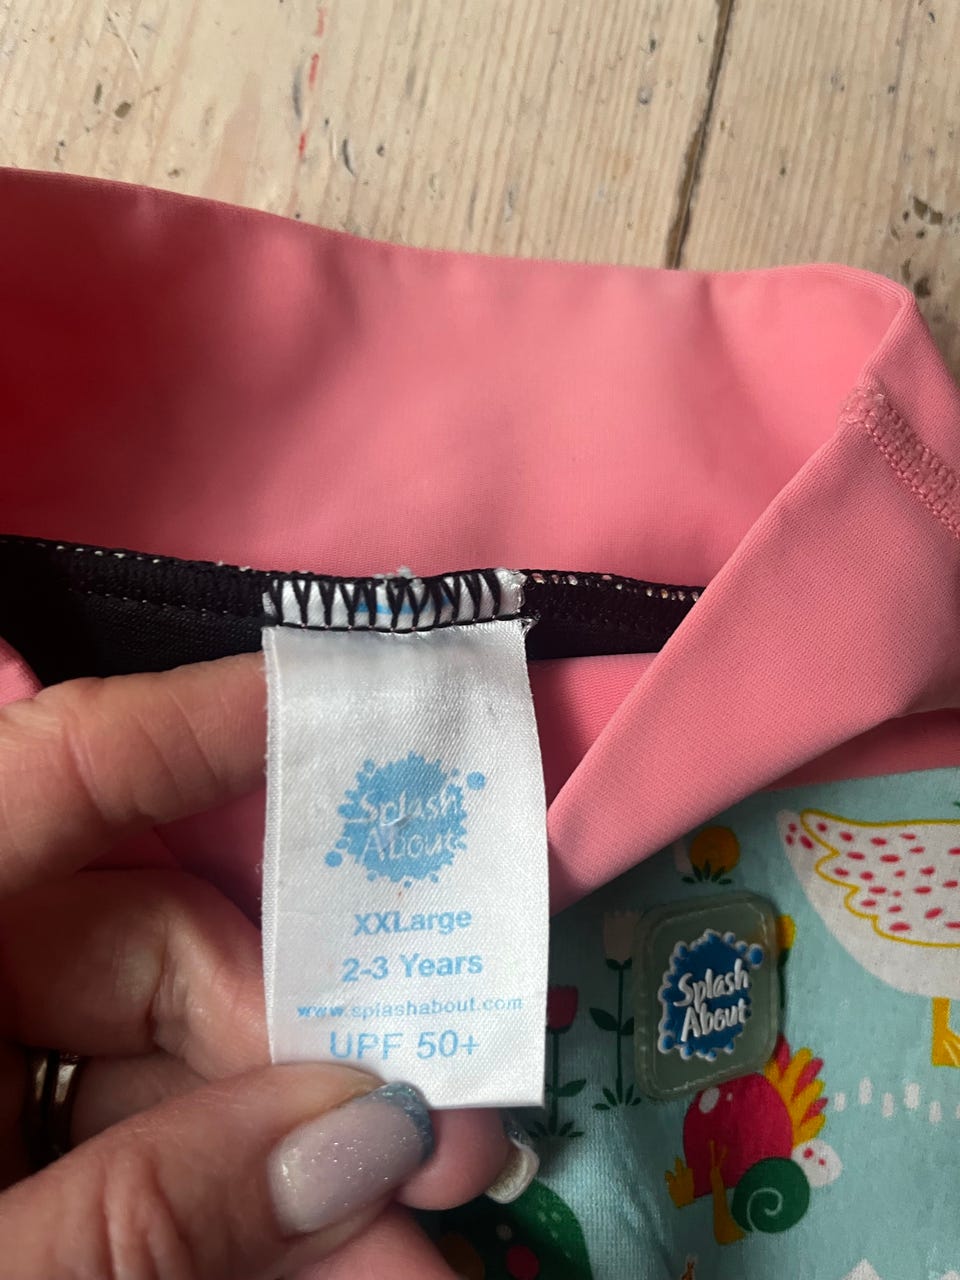 Splash
About
XXLarge
2-3 Years
www.splashabout.com
UPF 50+
Splash
About